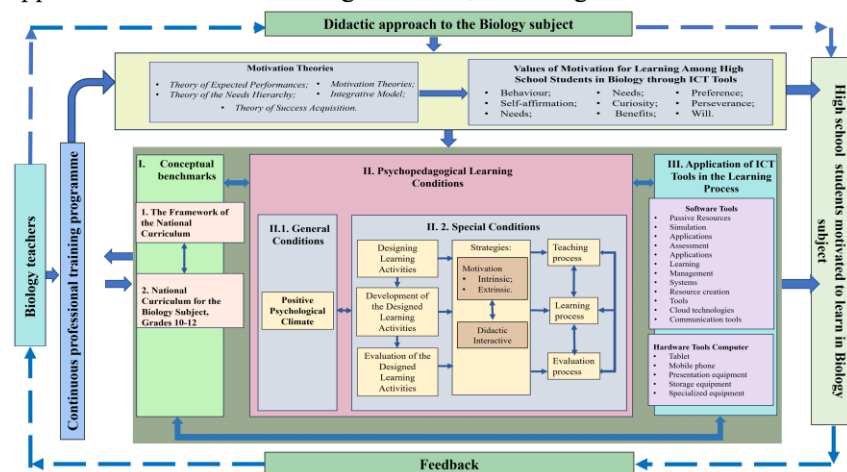 Didactic approach to the Biology subject
Motivation Theories
• Theory of Expected Performances; • Motivation Theories;
• Theory of the Needs Hierarchy; • Integrative Model;
• Theory of Success Acquisition.
Values of Motivation for Learning Among High
School Students in Biology through ICT Tools
• Behaviour; • Needs; • Preference;
• Self-affirmation; • Curiosity; • Perseverance;
• Needs; • Benefits; • Will.
Biology teachers
Continuous professional training programme
I. Conceptual
benchmarks
1. The Framework of
the National
Curriculum
2. National
Curriculum for the
Biology Subject,
Grades 10-12
II. Psychopedagogical Learning
Conditions
II.1. General
Conditions
Positive
Psychological
Climate
II. 2. Special Conditions
Designing
Learning
Activities
Development of
the Designed
Learning
Activities
Evaluation of the
Designed
Learning
Activities
Strategies:
Motivation
• Intrinsic;
• Extrinsic.
Didactic
Interactive
Teaching
process
Learning
process
Evaluation
process
III. Application of ICT
Tools in the Learning
Process
Software Tools
• Passive Resources
• Simulation
• Applications
• Assessment
• Applications
• Learning
• Management
• Systems
• Resource creation
• Tools
• Cloud technologies
• Communication tools
Hardware Tools Computer
• Tablet
• Mobile phone
• Presentation equipment
• Storage equipment
• Specialized equipment
High school students motivated to learn in Biology
subject
Feedback